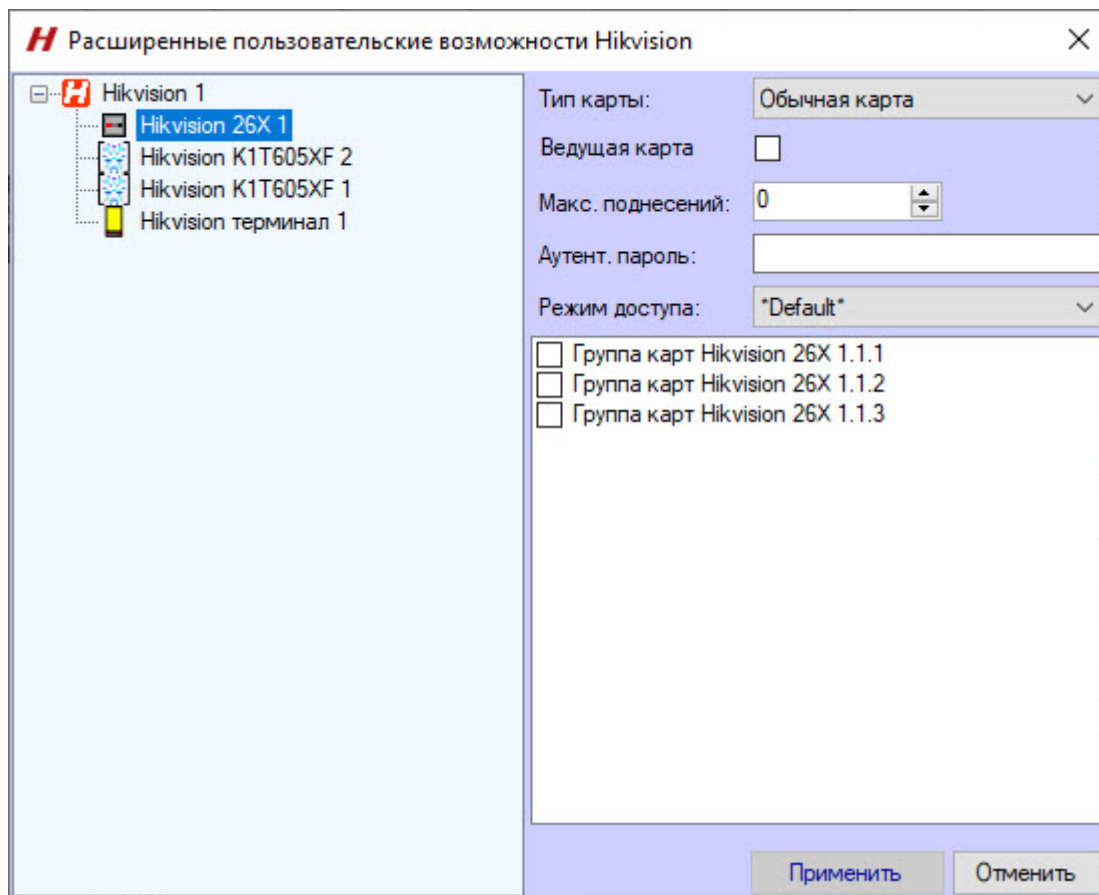 Расширенные пользовательские возможности Hikvision
Hikvision 1
Hikvision 26X 1
Hikvision K1T605XF 2
Hikvision K1T605XF 1
Hikvision терминал 1
Тип карты: Обычная карта
Ведущая карта
Макс. поднесений: 0
Аутент. пароль:
Режим доступа: *Default*
Группа карт Hikvision 26X 1.1.1
Группа карт Hikvision 26X 1.1.2
Группа карт Hikvision 26X 1.1.3
Применить Отменить